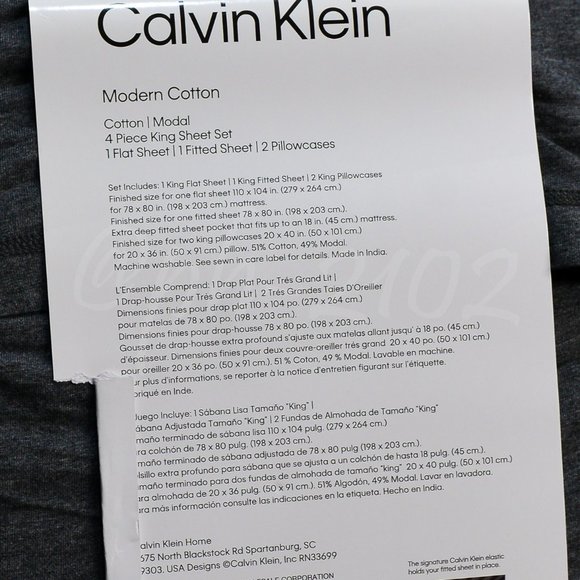 Calvin Klein
Modern Cotton
Cotton | Modal
4 Piece King Sheet Set
1 Flat Sheet | 1 Fitted Sheet | 2 Pillowcases
Set Includes: 1 King Flat Sheet | 1 King Fitted Sheet | 2 King Pillowcases
Finished size for one flat sheet 110 x 104 in. (279 x 264 cm.)
for 78 x 80 in. (198 x 203 cm.) mattress.
Finished size for one fitted sheet 78 x 80 in. (198 x 203 cm.)
Extra deep fitted sheet pocket that fits up to an 18 in. (45 cm.) mattress.
Finished size for two king pillowcases 20 x 40 in. (50 x 101 cm.)
for 20 x 36 in. (50 x 91 cm.) pillow. 51% Cotton, 49% Modal.
Machine washable. See sewn in care label for details. Made in India.
L'Ensemble Comprend: 1 Drap Plat Pour Trés Grand Lit |
1 Drap-housse Pour Trés Grand Lit | 2 Trés Grandes Taies D'Oreiller
Dimensions finies pour drap plat 110 x 104 po. (279 x 264 cm.)
pour matelas de 78 x 80 po. (198 x 203 cm.)
Dimensions finies pour drap-housse 78 x 80 po. (198 x 203 cm.)
Gousset de drap-housse extra profond s'ajuste aux matelas allant jusqu' á 18 po. (45 cm.)
d'épaisseur. Dimensions finies pour deux couvre-oreiller trés grand 20 x 40 po. (50 x 101 cm.)
pour oreiller 20 x 36 po. (50 x 91 cm.). 51 % Coton, 49 % Modal. Lavable en machine.
ur plus d'informations, se reporter à la notice d'entretien figurant sur l'étiquette.
briqué en Inde.
Juego Incluye: 1 Sábana Lisa Tamaño "King" |
ábana Adjustada Tamaño "King" | 2 Fundas de Almohada de Tamaño "King"
maño terminado de sábana lisa 110 x 104 pulg. (279 x 264 cm.)
ra colchón de 78 x 80 pulg. (198 x 203 cm.)
maño terminado de sábana adjustada de 78 x 80 pulg (198 x 203 cm.)
olsillo extra profundo para sábana que se ajusta a un colchón de hasta 18 pulg. (45 cm.)
maño terminado para dos fundas de almohada de tamaño "king" 20 x 40 pulg. (50 x 101 cm.)
ra almohada de 20 x 36 pulg. (50 x 91 cm.). 51% Algodón, 49% Modal. Lavar en lavadora.
ra más información consulte las indicaciones en la etiqueta. Hecho en India.
alvin Klein Home
675 North Blackstock Rd Spartanburg, SC
9303. USA Designs ©Calvin Klein, Inc RN33699
CORPORATION
The signature Calvin Klein elastic
holds your fitted sheet in place.